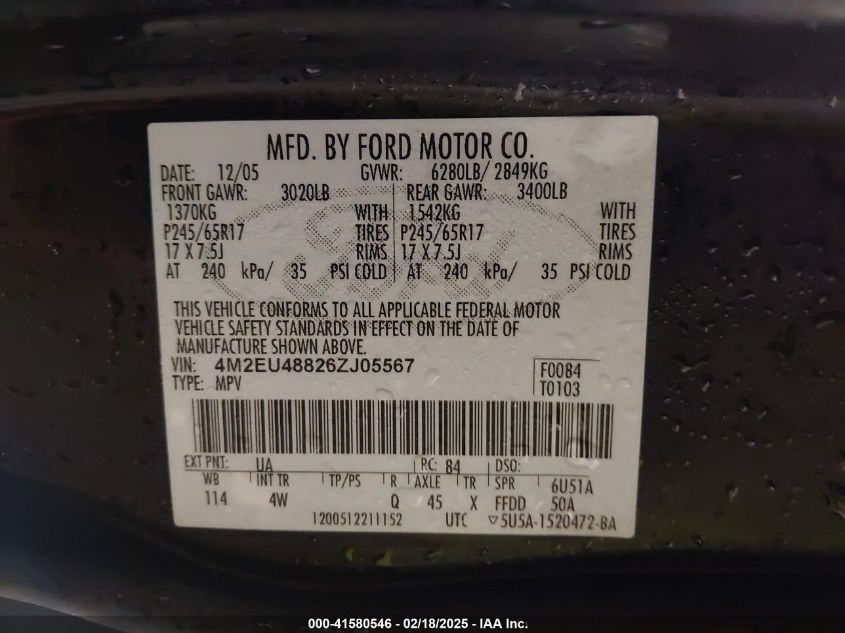 MFD. BY FORD MOTOR CO.
DATE: 12/05 GVWR: 6280LB/ 2849KG
FRONT GAWR: 3020LB REAR GAWR: 3400LB
1370KG WITH 1542KG WITH
P245/65R17 TIRES P245/65R17 TIRES
17 X 7.5J RIMS 17 X 7.5J RIMS
AT 240 kPa/ 35 PSI COLD AT 240 kPa/ 35 PSI COLD
THIS VEHICLE CONFORMS TO ALL APPLICABLE FEDERAL MOTOR
VEHICLE SAFETY STANDARDS IN EFFECT ON THE DATE OF
MANUFACTURE SHOWN ABOVE.
VIN: 4M2EU48826ZJ05567 F0084
TYPE: MPV T0103
EXT PNT: UA RC: 84 DSO:
WB INT TR TP/PS R AXLE TR SPR 6U51A
114 4W Q 45 X FFDD 50A
1200512211152 UTC ▽5U5A-1520472-BA
000-41580546 - 02/18/2025 - IAA Inc.